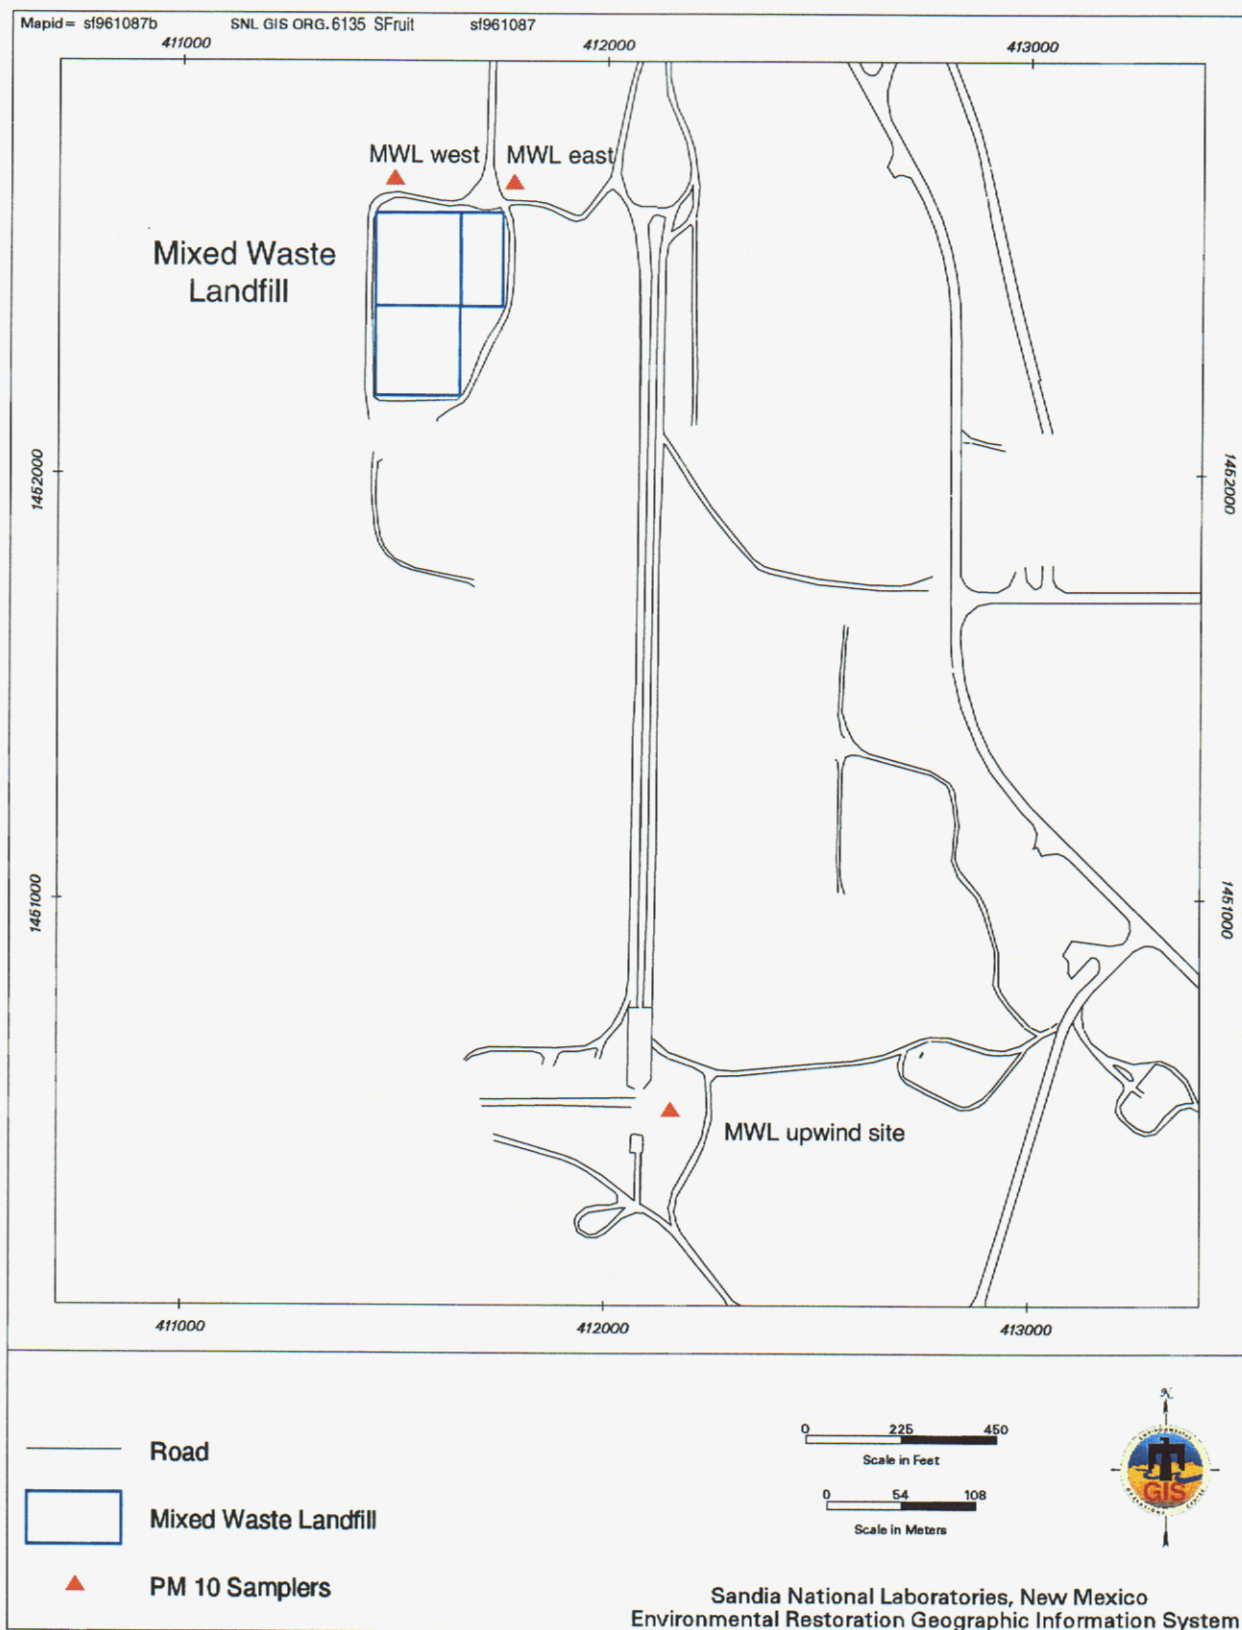 Mapid= sf961087b SNL GIS ORG.6135 SFruit sf961087
411000 412000 413000
MWL west MWL east
Mixed Waste
Landfill
1452000 1452000
1451000 1451000
MWL upwind site
411000 412000 413000
Road
Mixed Waste Landfill
PM 10 Samplers
0 225 450
Scale in Feet
0 54 108
Scale in Meters
N
GIS
Sandia National Laboratories, New Mexico
Environmental Restoration Geographic Information System